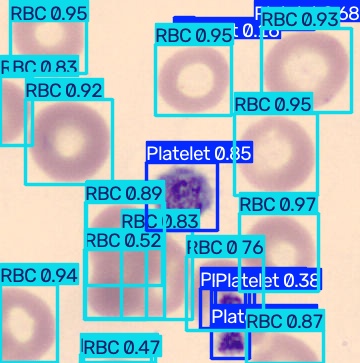 RBC 0.95
RBC 0.93
RBC 0.95
RBC 0.83
RBC 0.92
RBC 0.95
Platelet 0.85
RBC 0.89
RBC 0.83
RBC 0.97
RBC 0.52
RBC 0.76
RBC 0.94
Platelet 0.38
Plat
RBC 0.87
RBC 0.47